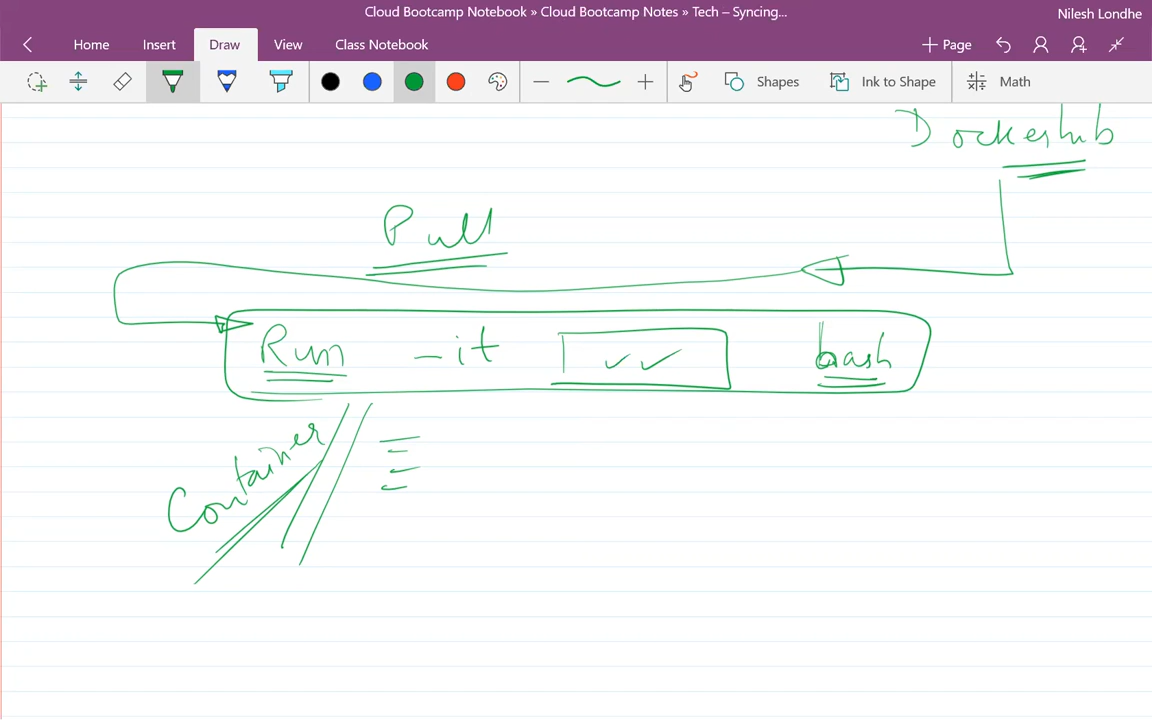 Cloud Bootcamp Notebook » Cloud Bootcamp Notes » Tech – Syncing...
Nilesh Londhe
Home Insert Draw View Class Notebook Page
Shapes Ink to Shape Math
Dockerhub
Pull
Run -it bash
Container